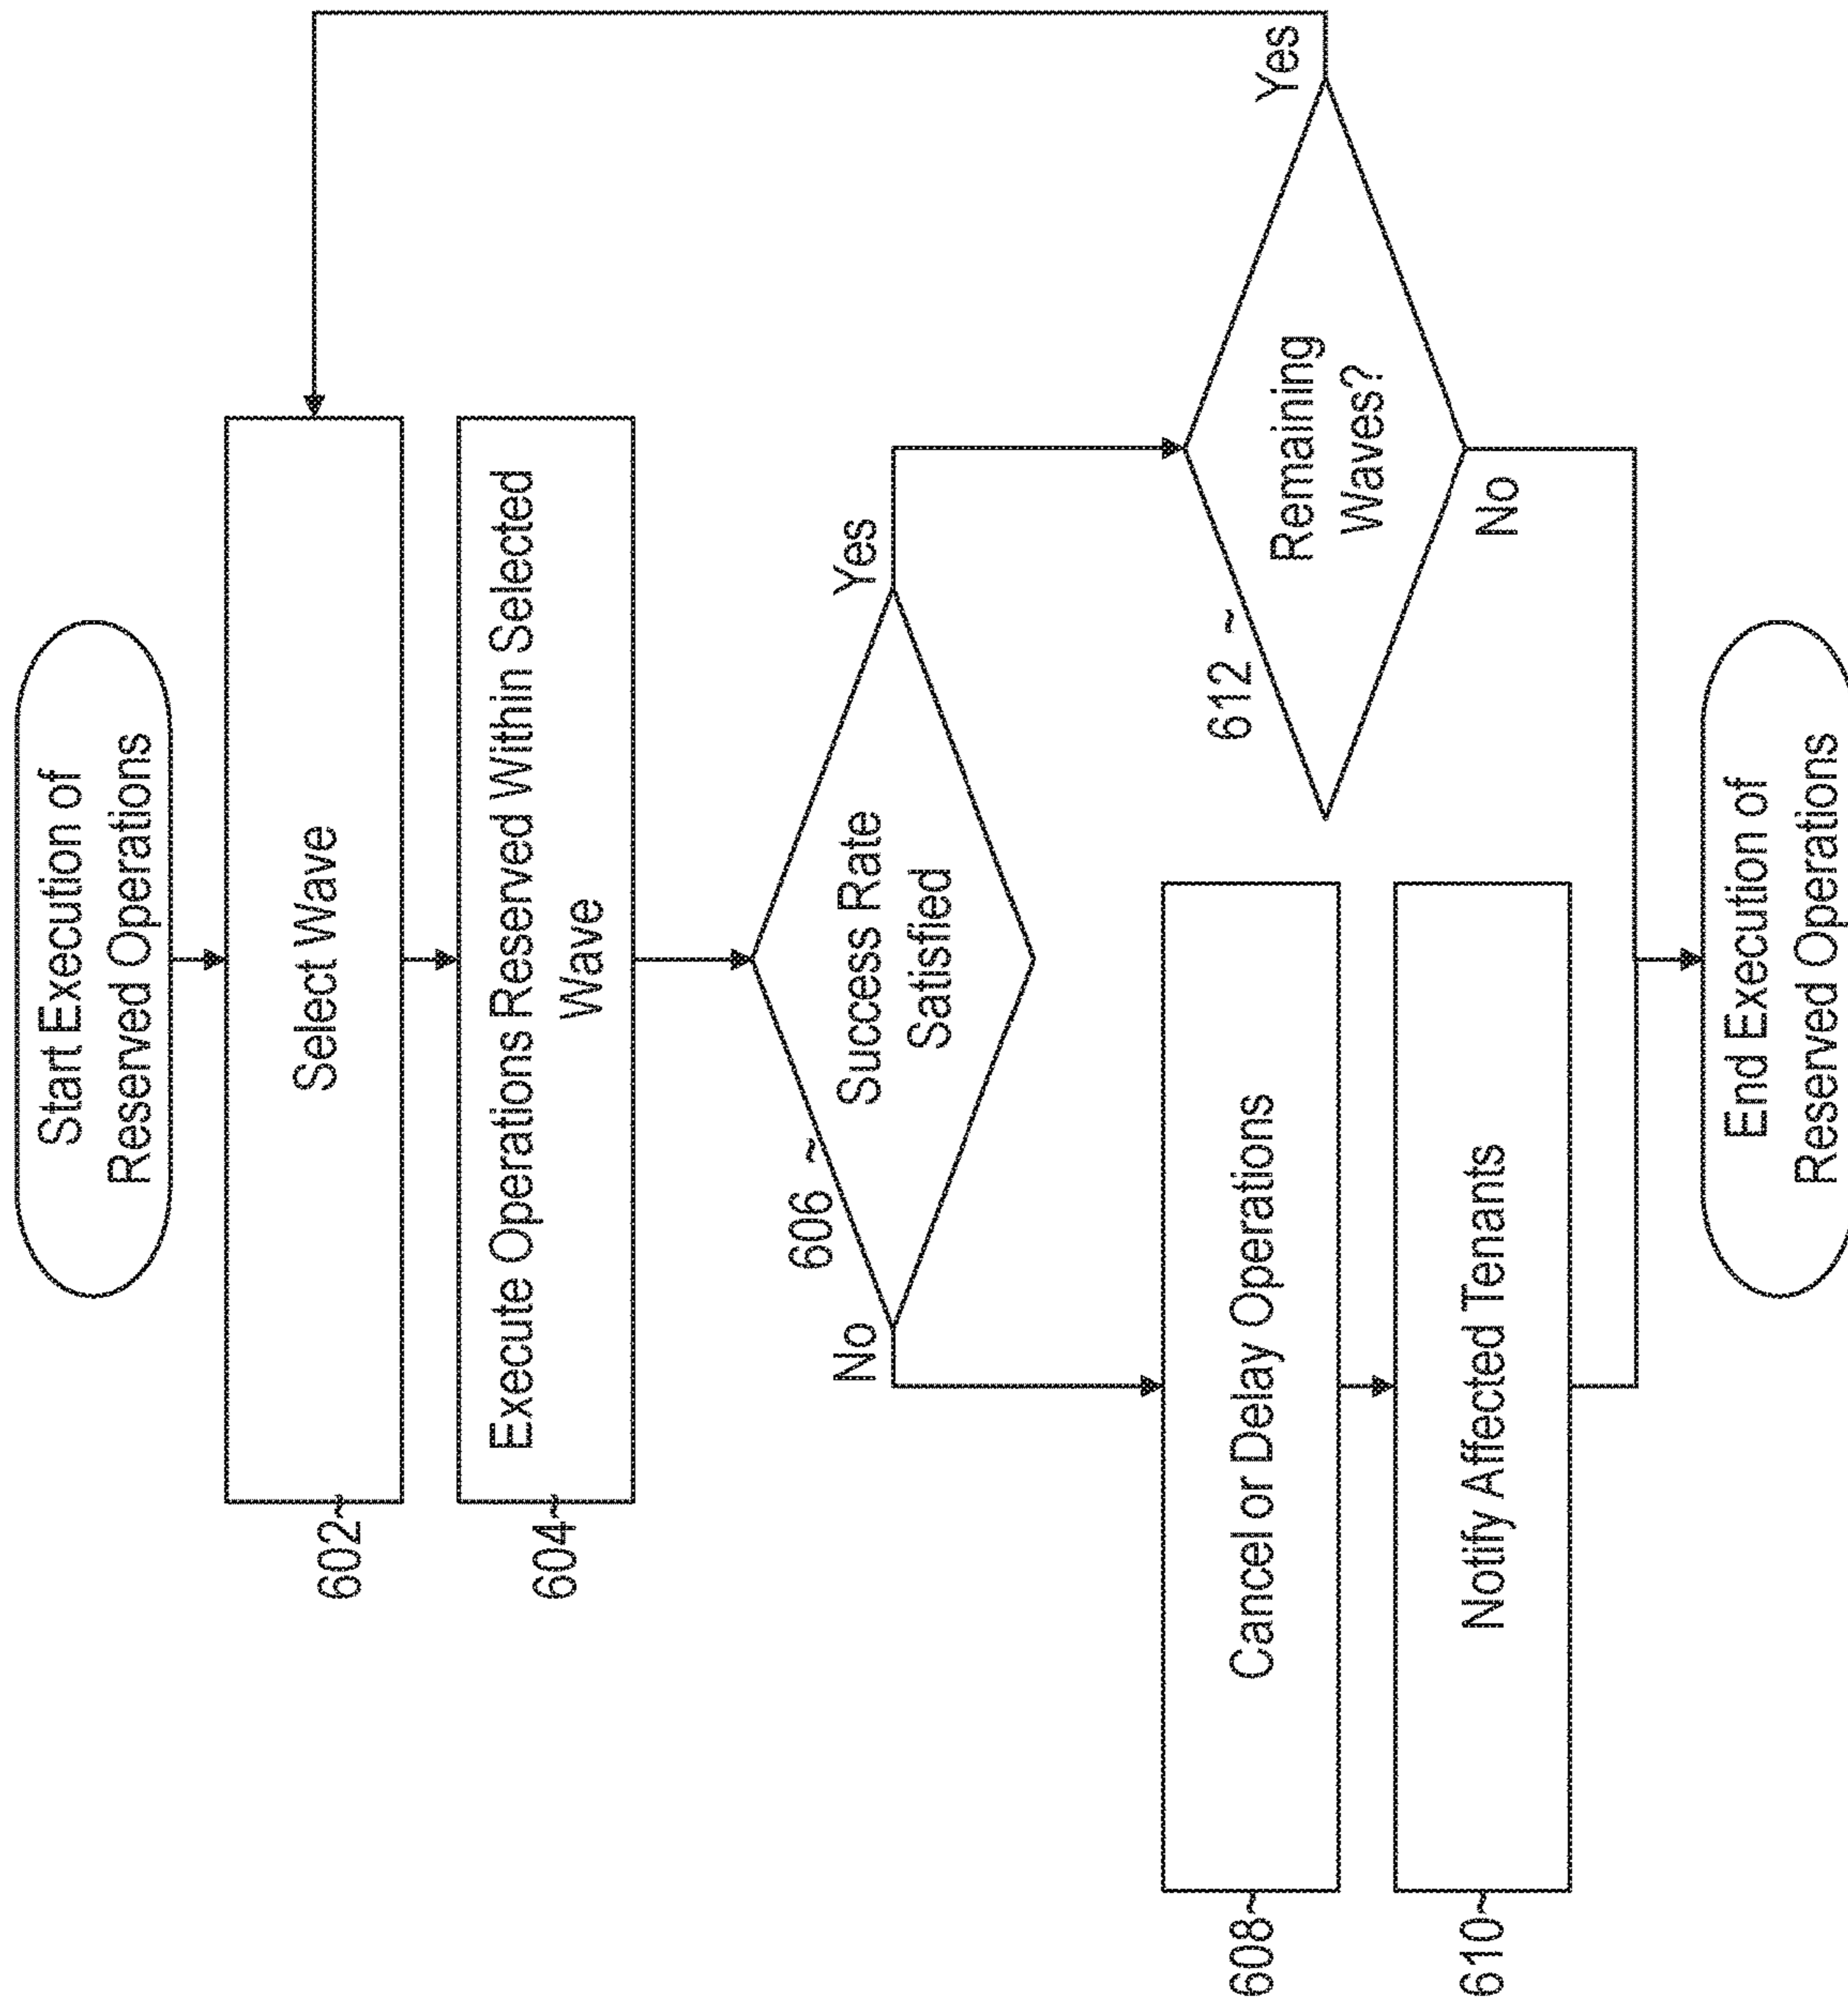 Start Execution of
Reserved Operations
602~
Select Wave
604~
Execute Operations Reserved Within Selected
Wave
606 ~
Success Rate
Satisfied
No
Yes
608~
Cancel or Delay Operations
612 ~
Remaining
Waves?
Yes
610~
Notify Affected Tenants
No
End Execution of
Reserved Operations